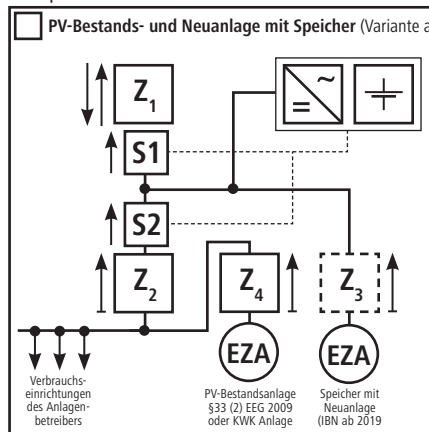 PV-Bestands- und Neuanlage mit Speicher (Variante a
Z1
~
=
S1
S2
Z2
Z4
Z3
EZA
EZA
Verbrauchs-
einrichtungen
des Anlagen-
betreibers
PV-Bestandsanlage
§33 (2) EEG 2009
oder KWK Anlage
Speicher mit
Neuanlage
(IBN ab 2019